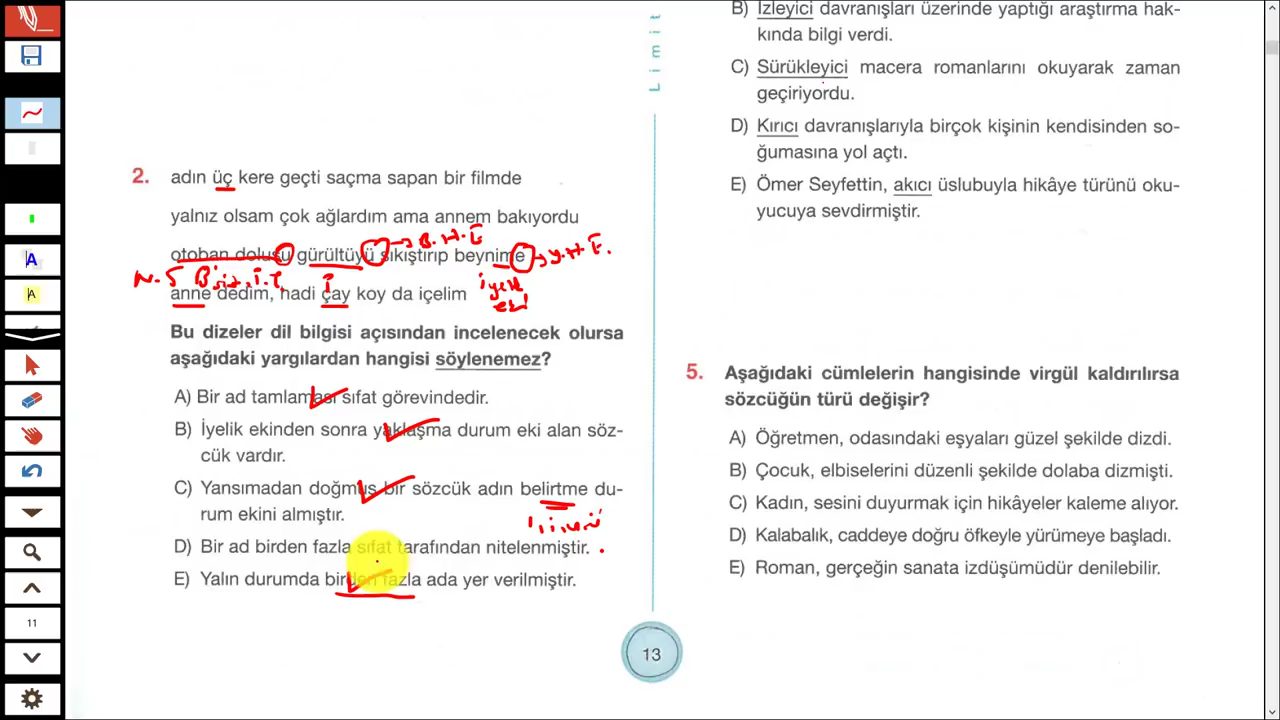 2. adın üç kere geçti saçma sapan bir filmde
yalnız olsam çok ağlardım ama annem bakıyordu
otoban dolusu gürültüyü sıkıştırıp beynime
anne dedim, hadi çay koy da içelim
→ B.H.E
→ Y.H.E.
N.S
B'siz. İ.T.
İ
iyelik
eki
Bu dizeler dil bilgisi açısından incelenecek olursa
aşağıdaki yargılardan hangisi söylenemez?
A) Bir ad tamlaması sıfat görevindedir.
B) İyelik ekinden sonra yaklaşma durum eki alan söz-
cük vardır.
C) Yansımadan doğmuş bir sözcük adın belirtme du-
rum ekini almıştır.
ı,i,u,ü
D) Bir ad birden fazla sıfat tarafından nitelenmiştir.
E) Yalın durumda birden fazla ada yer verilmiştir.
Limit
13
B) İzleyici davranışları üzerinde yaptığı araştırma hak-
kında bilgi verdi.
C) Sürükleyici macera romanlarını okuyarak zaman
geçiriyordu.
D) Kırıcı davranışlarıyla birçok kişinin kendisinden so-
ğumasına yol açtı.
E) Ömer Seyfettin, akıcı üslubuyla hikâye türünü oku-
yucuya sevdirmiştir.
5. Aşağıdaki cümlelerin hangisinde virgül kaldırılırsa
sözcüğün türü değişir?
A) Öğretmen, odasındaki eşyaları güzel şekilde dizdi.
B) Çocuk, elbiselerini düzenli şekilde dolaba dizmişti.
C) Kadın, sesini duyurmak için hikâyeler kaleme alıyor.
D) Kalabalık, caddeye doğru öfkeyle yürümeye başladı.
E) Roman, gerçeğin sanata izdüşümüdür denilebilir.
A
A
11